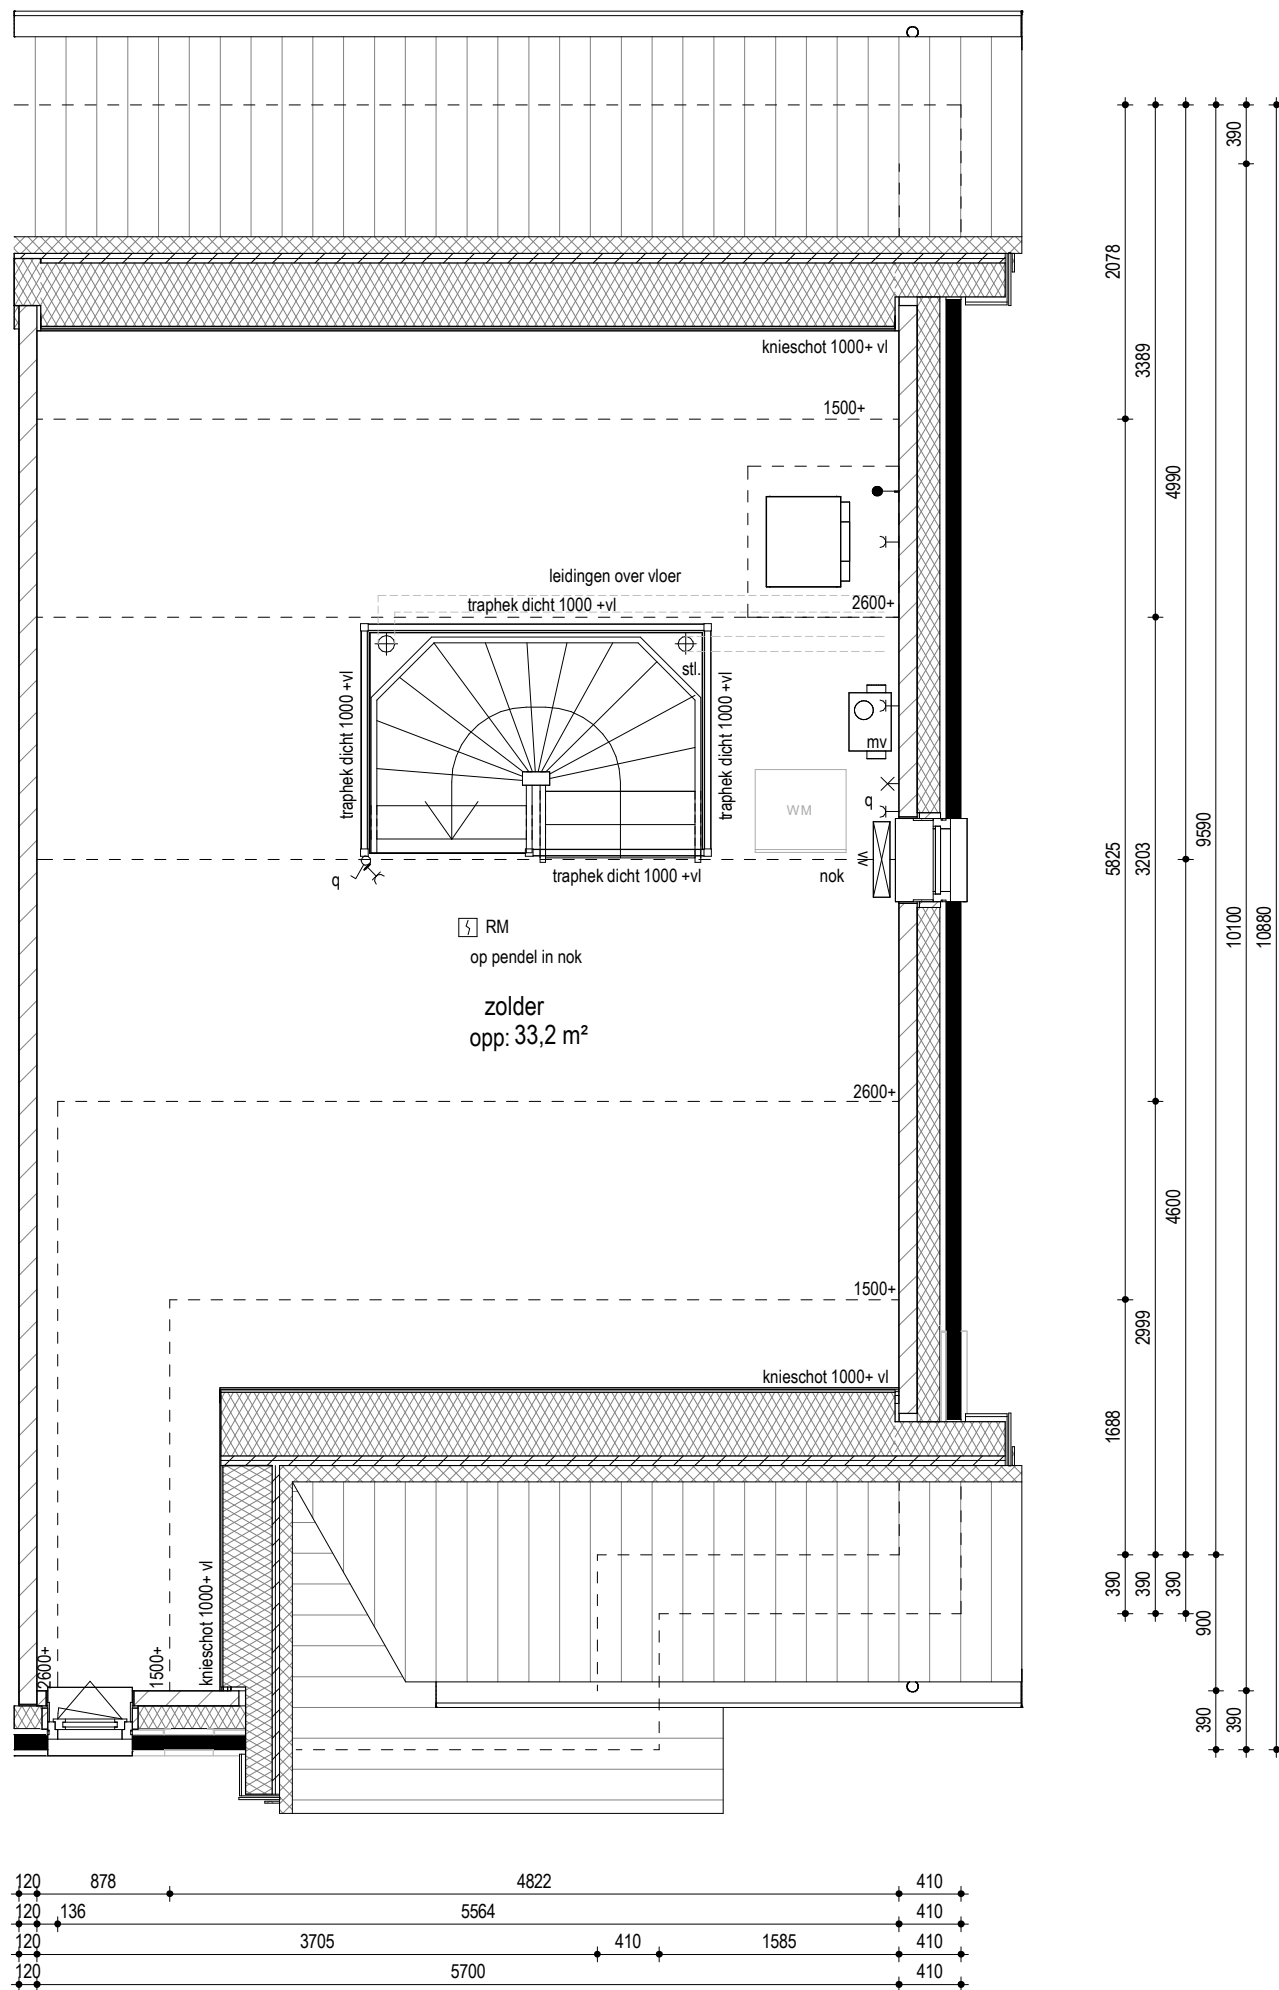 390
2078
knieschot 1000+ vl
3389
1500+
4990
leidingen over vloer
traphek dicht 1000 +vl
2600+
stl.
traphek dicht 1000 +vl
traphek dicht 1000 +vl
mv
q
WM
vv
9590
5825
3203
traphek dicht 1000 +vl
nok
q
RM
op pendel in nok
10100
10880
zolder
opp: 33,2 m²
2600+
4600
1500+
2999
knieschot 1000+ vl
1688
390
390
390
knieschot 1000+ vl
900
2600+
1500+
390
390
120
878
4822
410
120
136
5564
410
120
3705
410
1585
410
120
5700
410